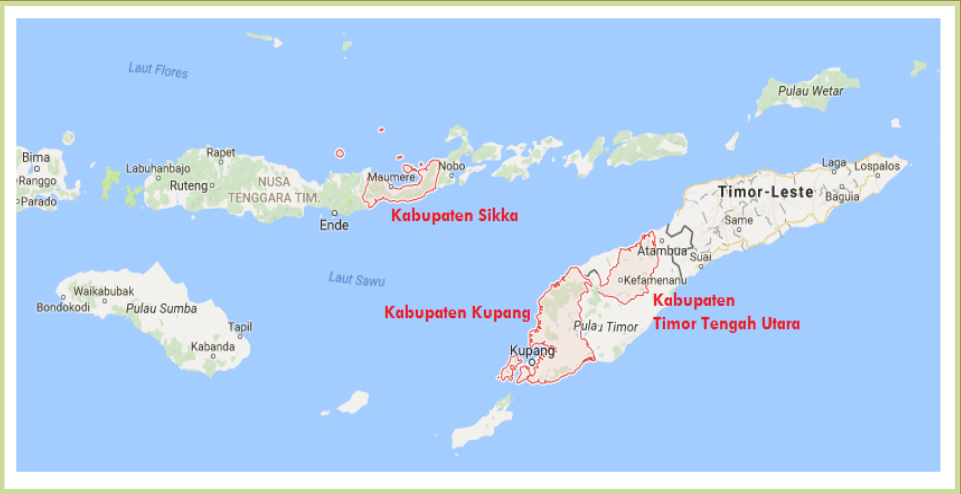 Laut Flores
Pulau Wetar
Bima
Ranggo
Parado
Labuhanbajo
Rapet
Ruteng
NUSA
TENGGARA TIM.
Maumere
Nobo
Ende
Kabupaten Sikka
Laga
Lospalos
Timor-Leste
Baguia
Same
Atambua
Suai
Laut Sawu
Kefamenanu
Waikabubak
Bondokodi
Pulau Sumba
Tapil
Kabanda
Kabupaten Kupang
Kabupaten
Timor Tengah Utara
Pulau Timor
Kupang